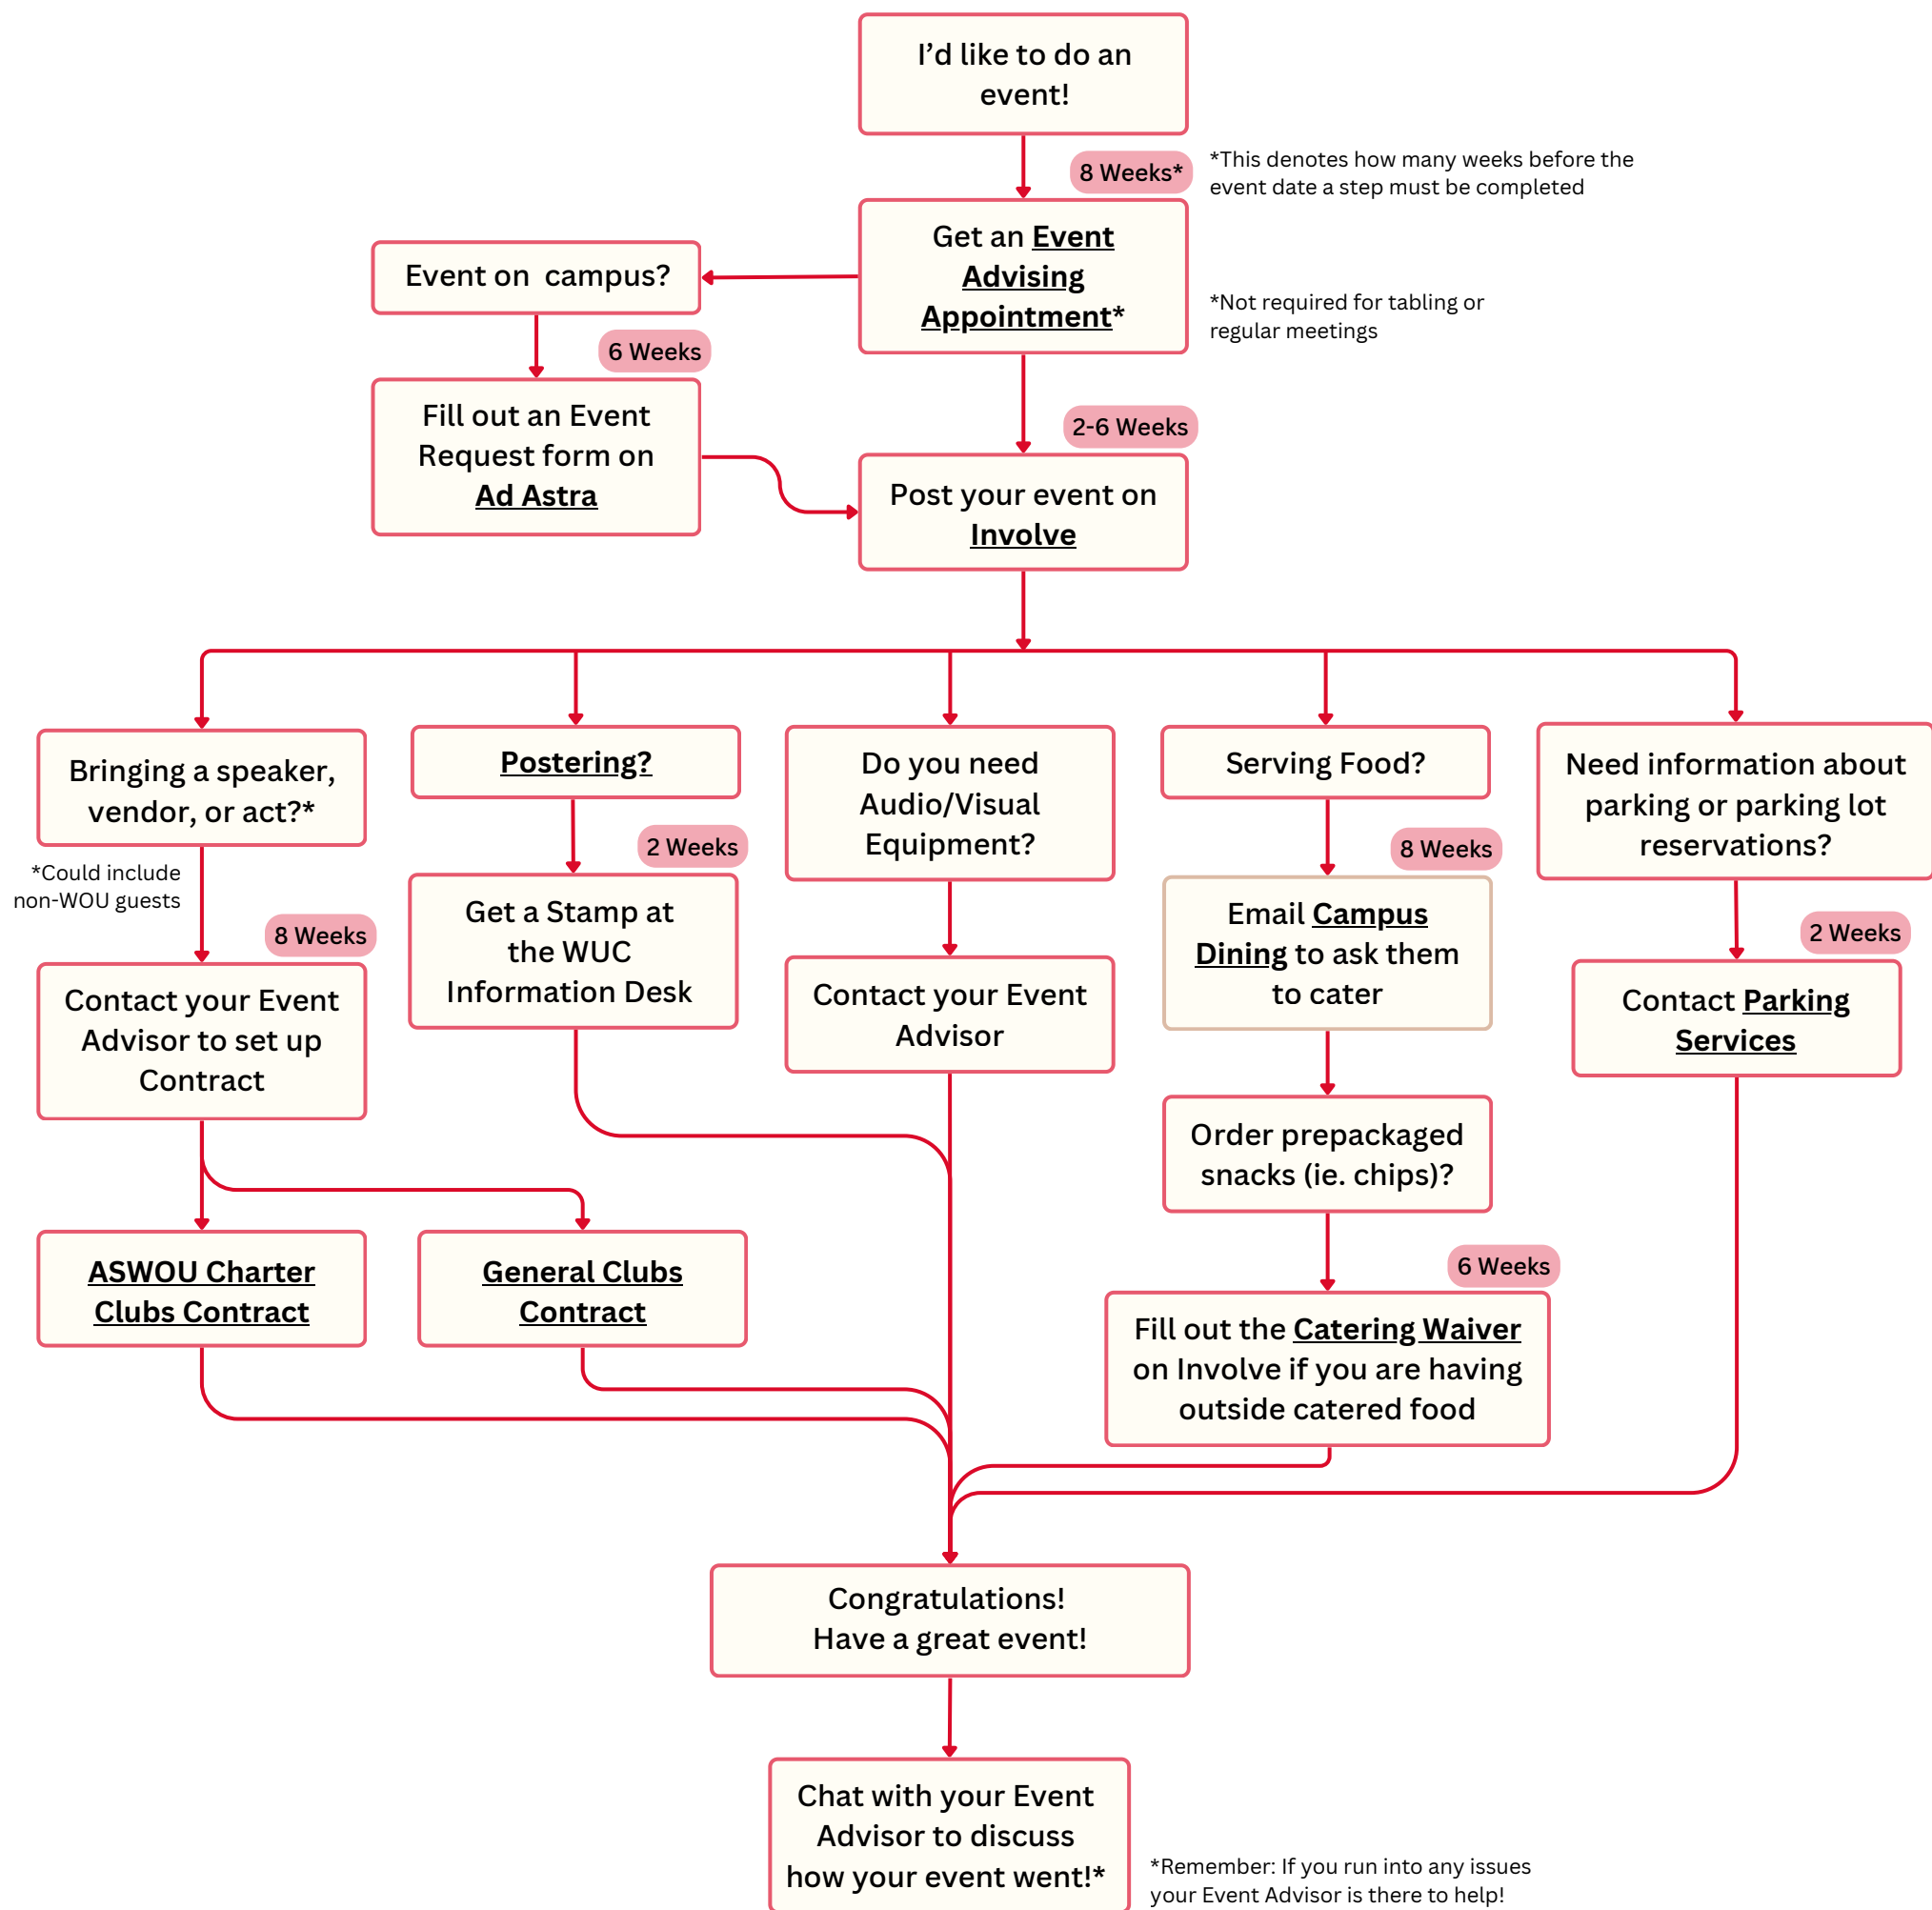 I'd like to do an
event!
8 Weeks*
*This denotes how many weeks before the
event date a step must be completed
Get an Event
Advising
Appointment*
*Not required for tabling or
regular meetings
Event on campus?
6 Weeks
Fill out an Event
Request form on
Ad Astra
2-6 Weeks
Post your event on
Involve
Bringing a speaker,
vendor, or act?*
*Could include
non-WOU guests
8 Weeks
Contact your Event
Advisor to set up
Contract
ASWOU Charter
Clubs Contract
General Clubs
Contract
Postering?
2 Weeks
Get a Stamp at
the WUC
Information Desk
Do you need
Audio/Visual
Equipment?
Contact your Event
Advisor
Serving Food?
8 Weeks
Email Campus
Dining to ask them
to cater
Order prepackaged
snacks (ie. chips)?
6 Weeks
Fill out the Catering Waiver
on Involve if you are having
outside catered food
Need information about
parking or parking lot
reservations?
2 Weeks
Contact Parking
Services
Congratulations!
Have a great event!
Chat with your Event
Advisor to discuss
how your event went!*
*Remember: If you run into any issues
your Event Advisor is there to help!